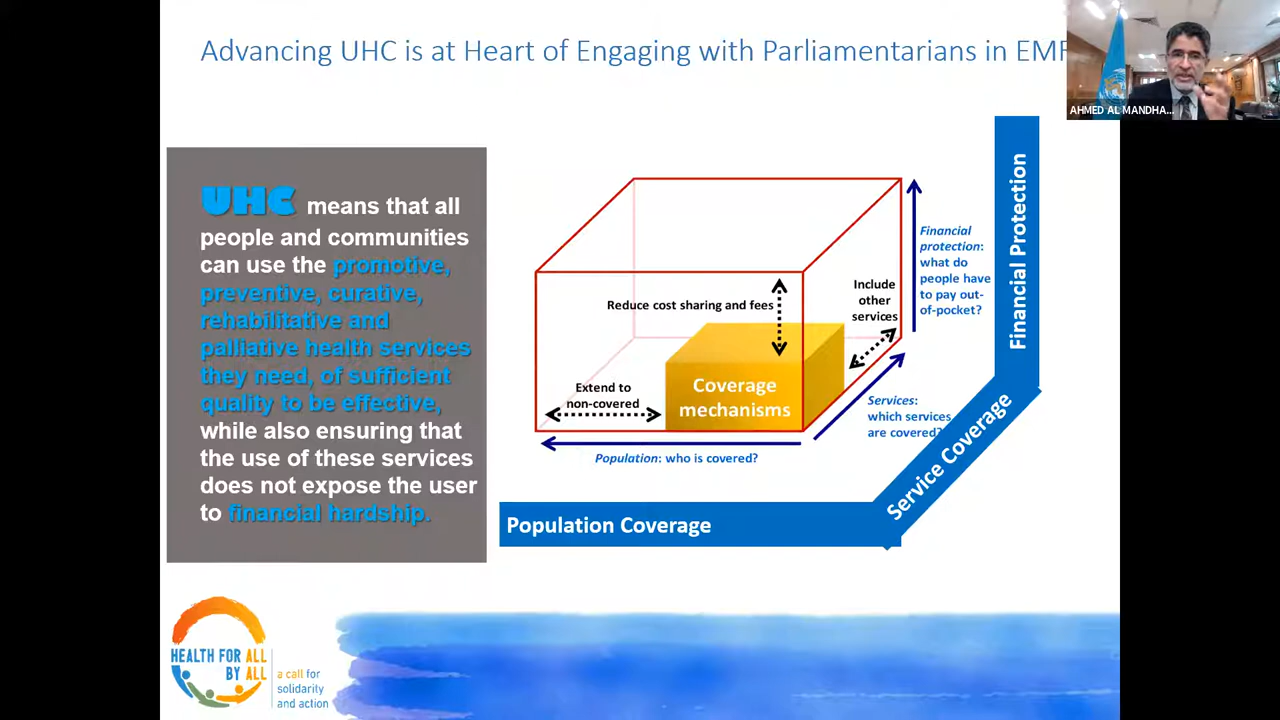 Advancing UHC is at Heart of Engaging with Parliamentarians in EM
AHMED AL MANDHA...
UHC means that all
people and communities
can use the promotive,
preventive, curative,
rehabilitative and
palliative health services
they need, of sufficient
quality to be effective,
while also ensuring that
the use of these services
does not expose the user
to financial hardship.
Reduce cost sharing and fees
Include
other
services
Financial
protection:
what do
people have
to pay out-
of-pocket?
Extend to
non-covered
Coverage
mechanisms
Services:
which services
are covered?
Population: who is covered?
Financial Protection
Service Coverage
Population Coverage
HEALTH FOR ALL
BY ALL
a call for
solidarity
and action